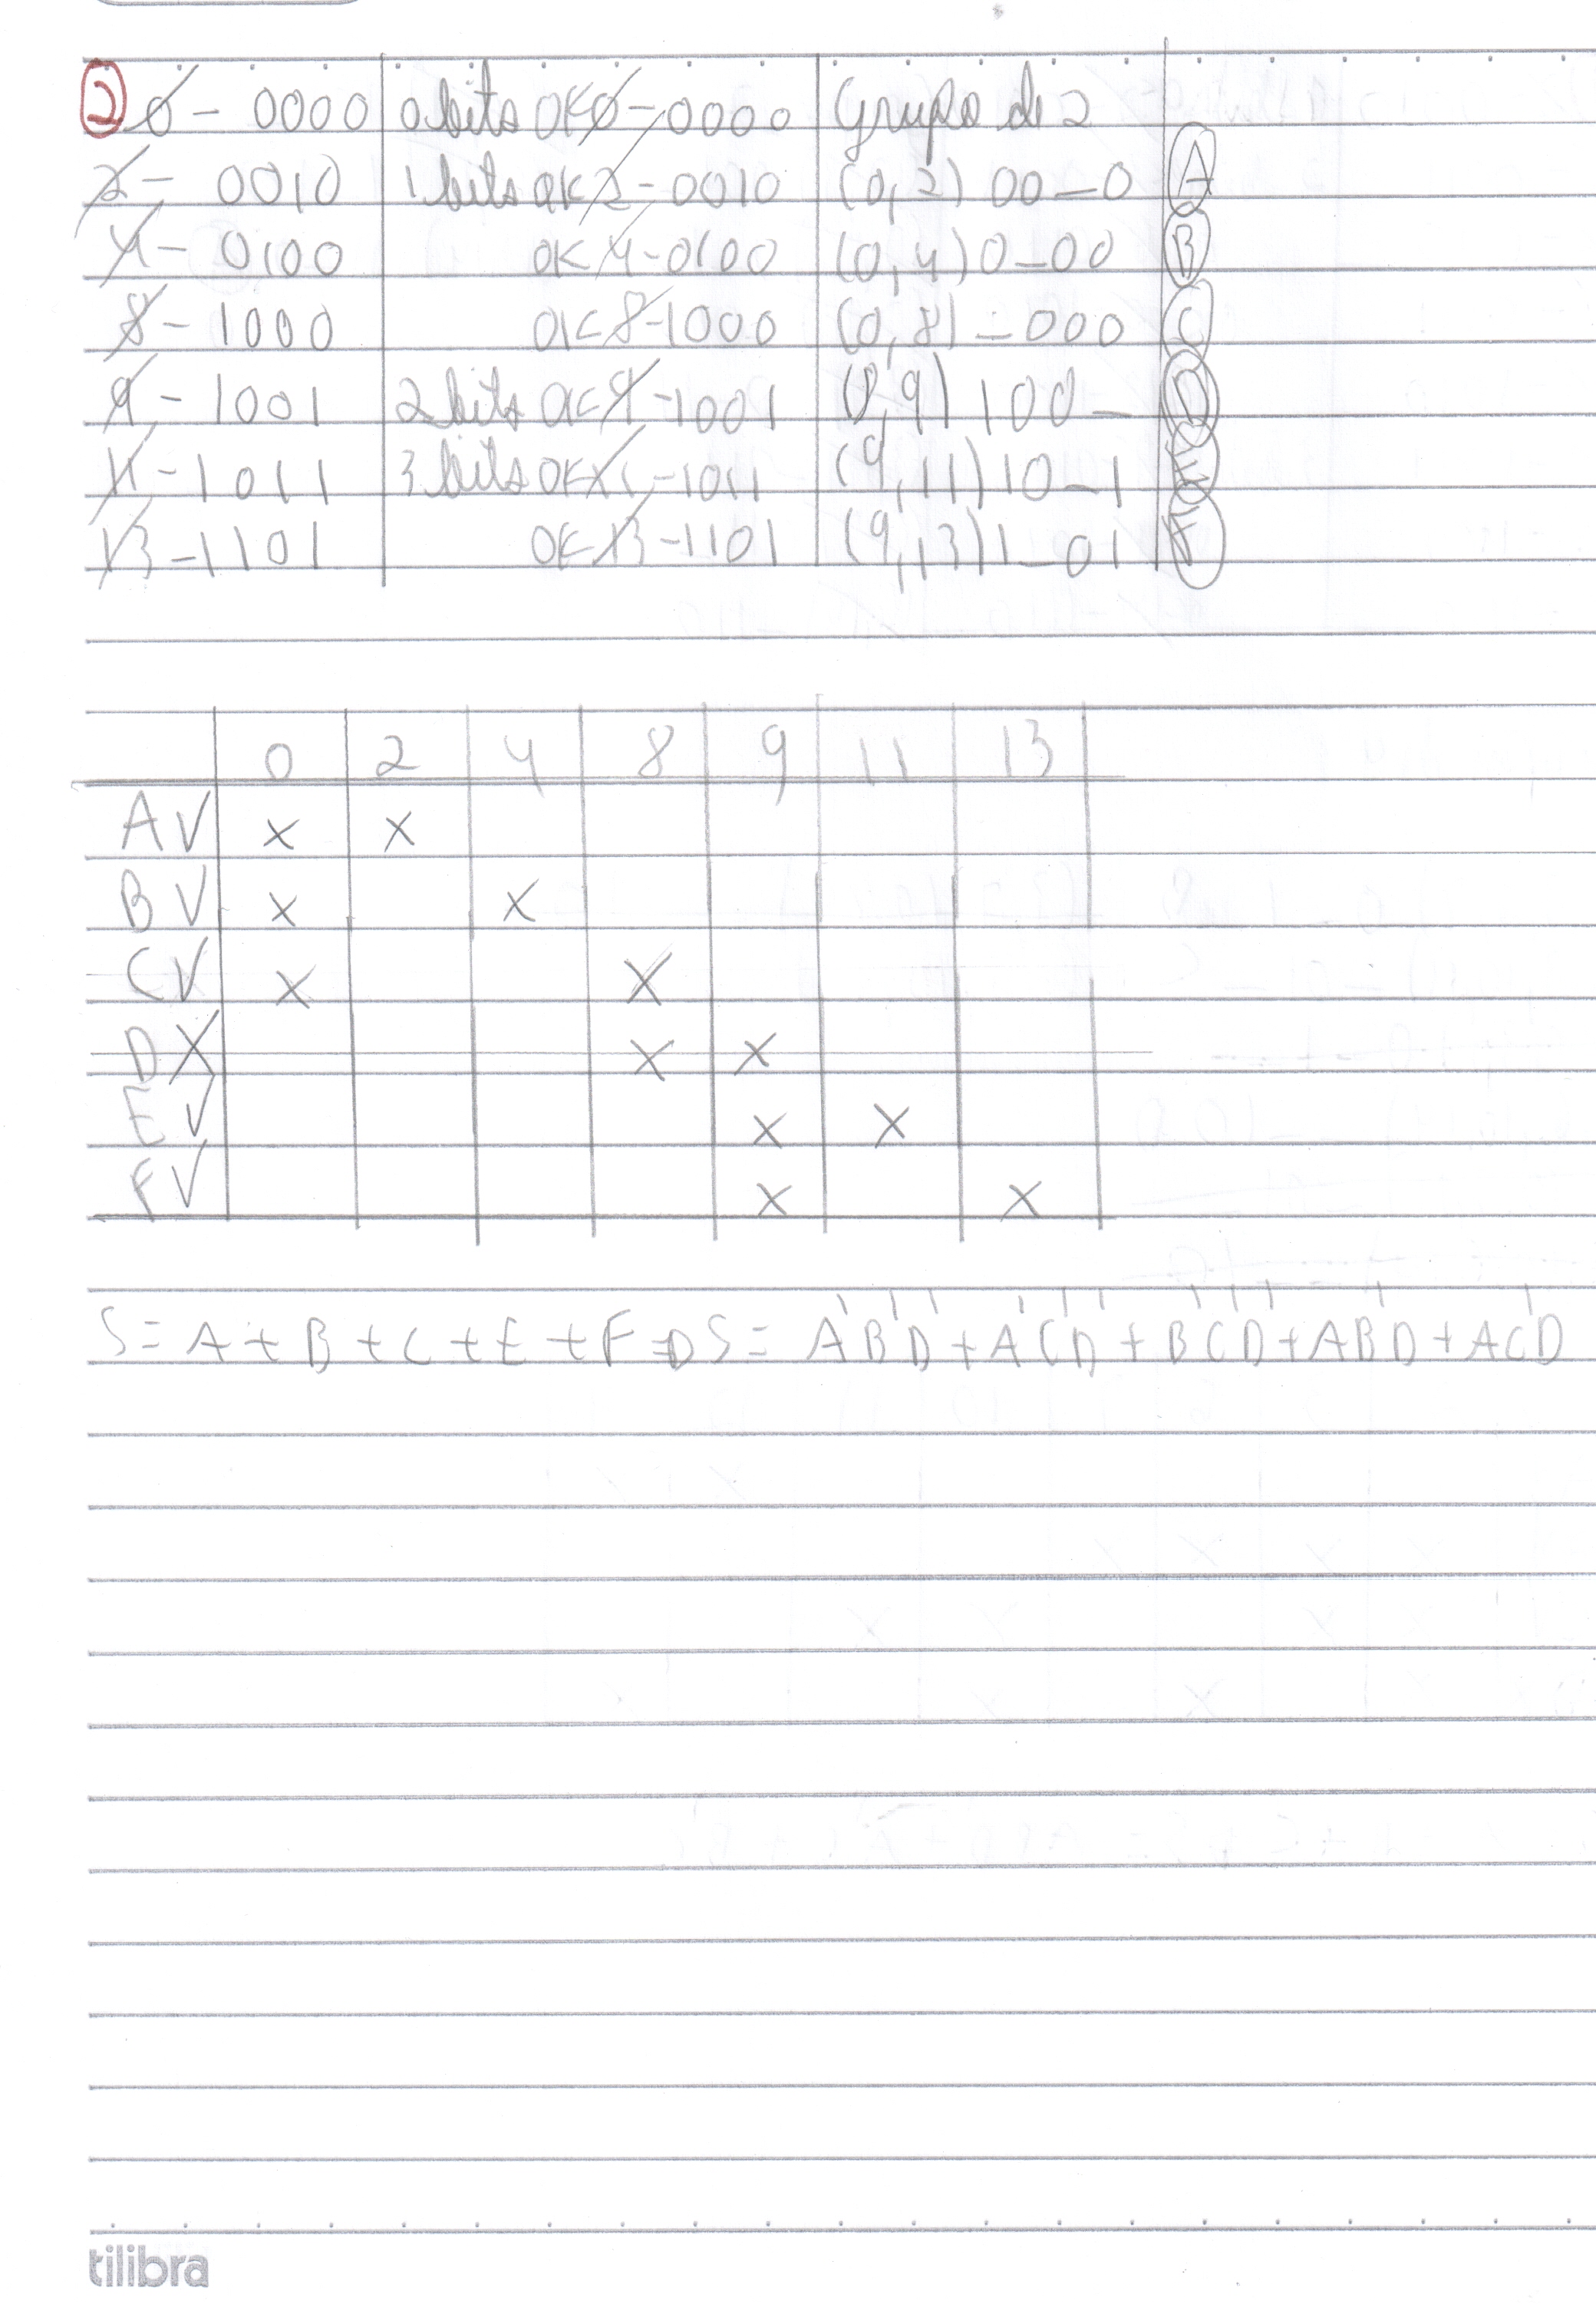 2 0 - 0000 0 bits OK 0 - 0000 Grupo de 2
2 - 0010 1 bits OK 2 - 0010 (0,2) 00_0 A
4 - 0100 OK 4 - 0100 (0,4) 0_00 B
8 - 1000 OK 8 - 1000 (0,8) _000 C
9 - 1001 2 bits OK 9 - 1001 (8,9) 100_ D
11 - 1011 3 bits OK 11 - 1011 (9,11) 10_1 E
13 - 1101 OK 13 - 1101 (9,13) 1_01 F
0 2 4 8 9 11 13
A V x x
B V x x
C V x x
D X x x
E V x x
F V x x
S = A + B + C + E + F => S = A'B'D' + A'C'D' + B'C'D' + AB'D + AC'D
tilibra